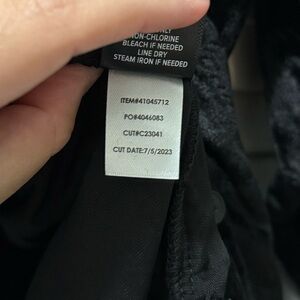 ONLY
NON-CHLORINE
BLEACH IF NEEDED
LINE DRY
STEAM IRON IF NEEDED
ITEM#41045712
PO#4046083
CUT#C23041
CUT DATE:7/5/2023